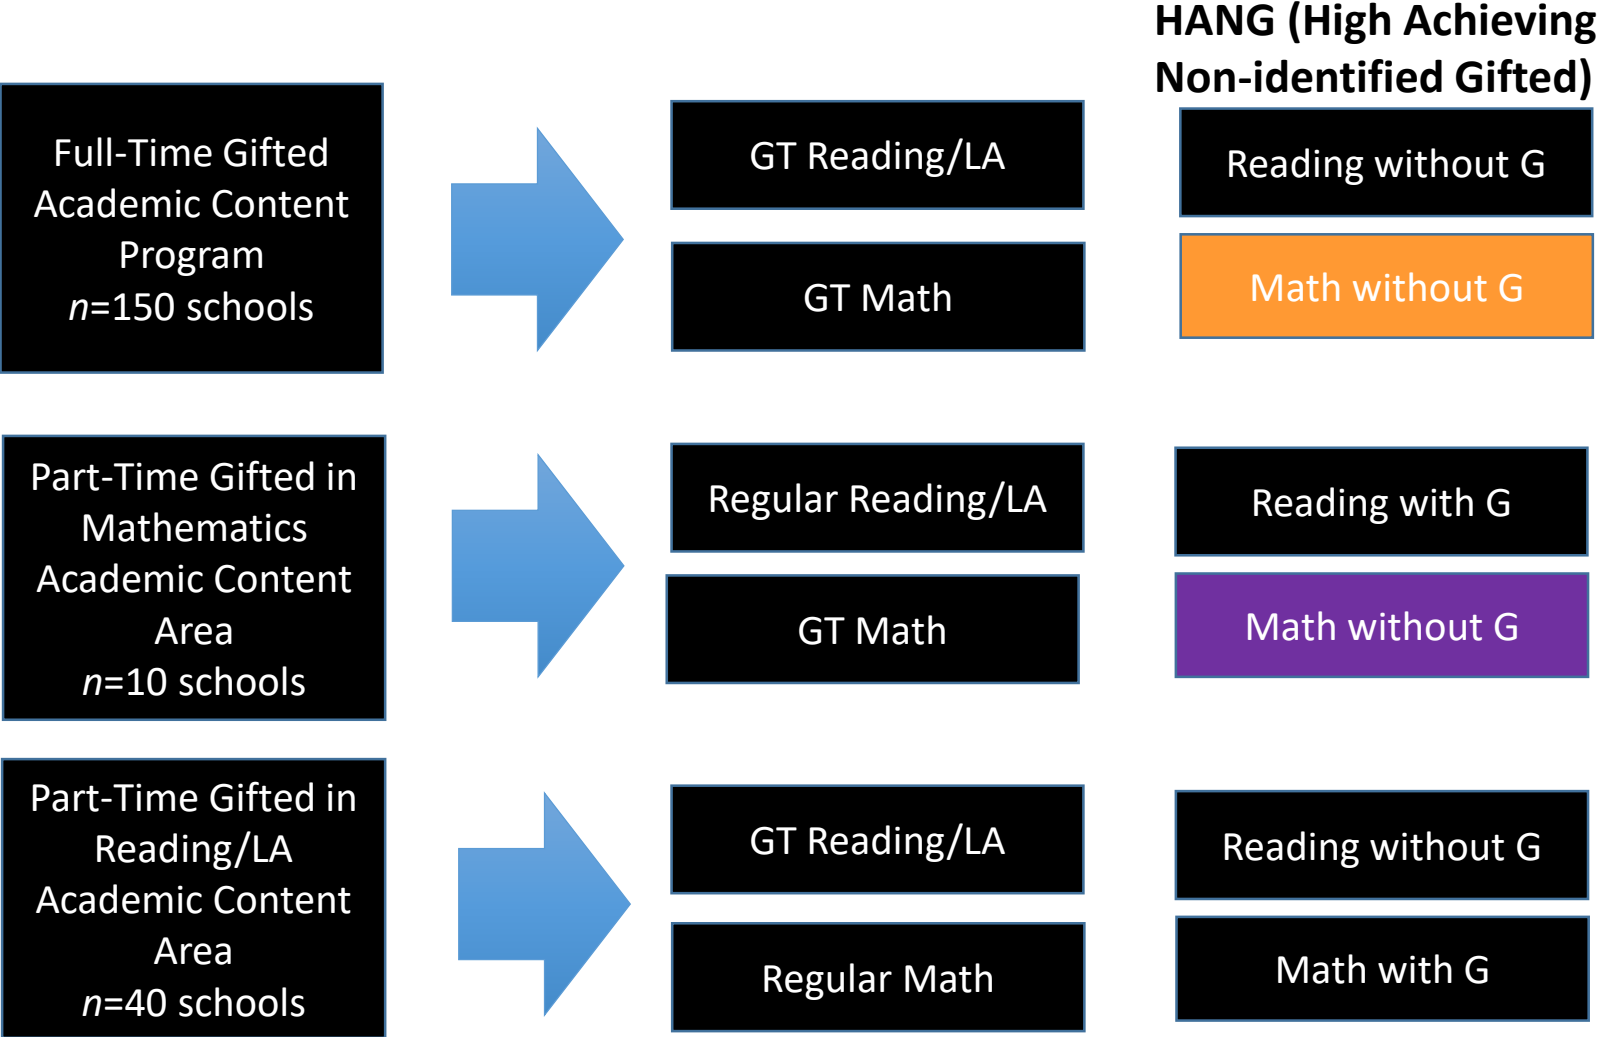 HANG (High Achieving
Non-identified Gifted)
Full-Time Gifted
Academic Content
Program
n=150 schools
GT Reading/LA
GT Math
Reading without G
Math without G
Part-Time Gifted in
Mathematics
Academic Content
Area
n=10 schools
Regular Reading/LA
GT Math
Reading with G
Math without G
Part-Time Gifted in
Reading/LA
Academic Content
Area
n=40 schools
GT Reading/LA
Regular Math
Reading without G
Math with G